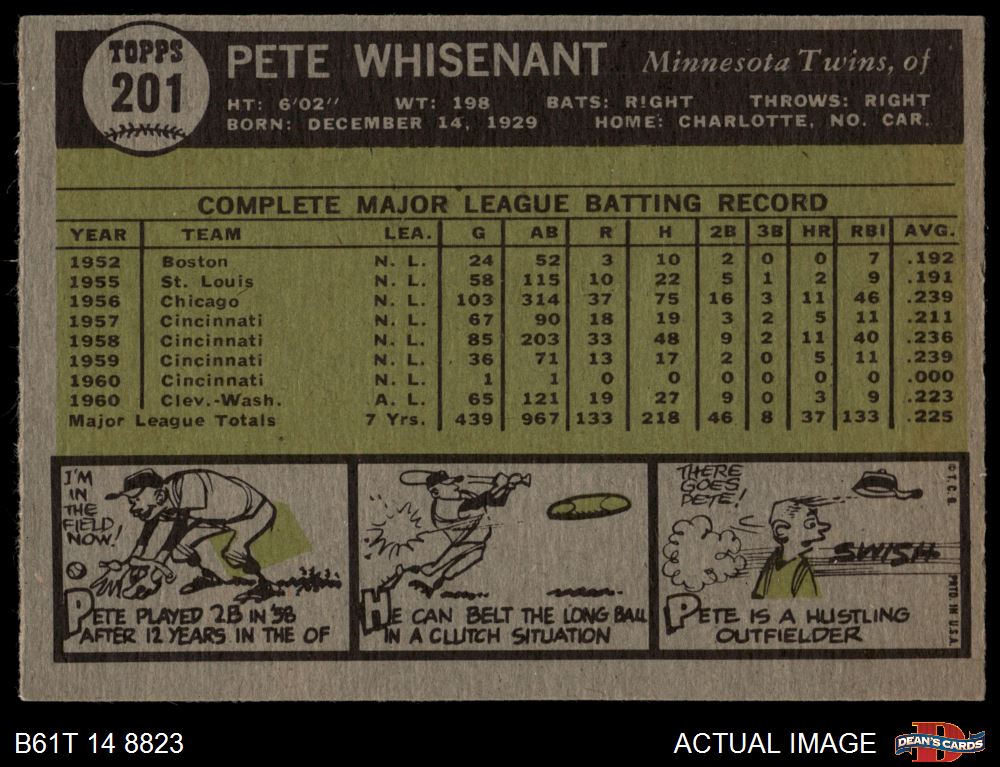 TOPPS
201
PETE WHISENANT Minnesota Twins, of
HT: 6'02" WT: 198 BATS: RIGHT THROWS: RIGHT
BORN: DECEMBER 14, 1929 HOME: CHARLOTTE, NO. CAR.
COMPLETE MAJOR LEAGUE BATTING RECORD
YEAR TEAM LEA. G AB R H 2B 3B HR RBI AVG.
1952 Boston N. L. 24 52 3 10 2 0 0 7 .192
1955 St. Louis N. L. 58 115 10 22 5 1 2 9 .191
1956 Chicago N. L. 103 314 37 75 16 3 11 46 .239
1957 Cincinnati N. L. 67 90 18 19 3 2 5 11 .211
1958 Cincinnati N. L. 85 203 33 48 9 2 11 40 .236
1959 Cincinnati N. L. 36 71 13 17 2 0 5 11 .239
1960 Cincinnati N. L. 1 1 0 0 0 0 0 0 .000
1960 Clev.-Wash. A. L. 65 121 19 27 9 0 3 9 .223
Major League Totals 7 Yrs. 439 967 133 218 46 8 37 133 .225
I'M
IN
THE
FIELD
NOW!
PETE PLAYED 2B IN '58
AFTER 12 YEARS IN THE OF
HE CAN BELT THE LONG BALL
IN A CLUTCH SITUATION
THERE
GOES
PETE!
SWISH
PETE IS A HUSTLING
OUTFIELDER
© T.C.G.
PRTD. IN U.S.A.
B61T 14 8823
ACTUAL IMAGE
D
DEAN'S CARDS